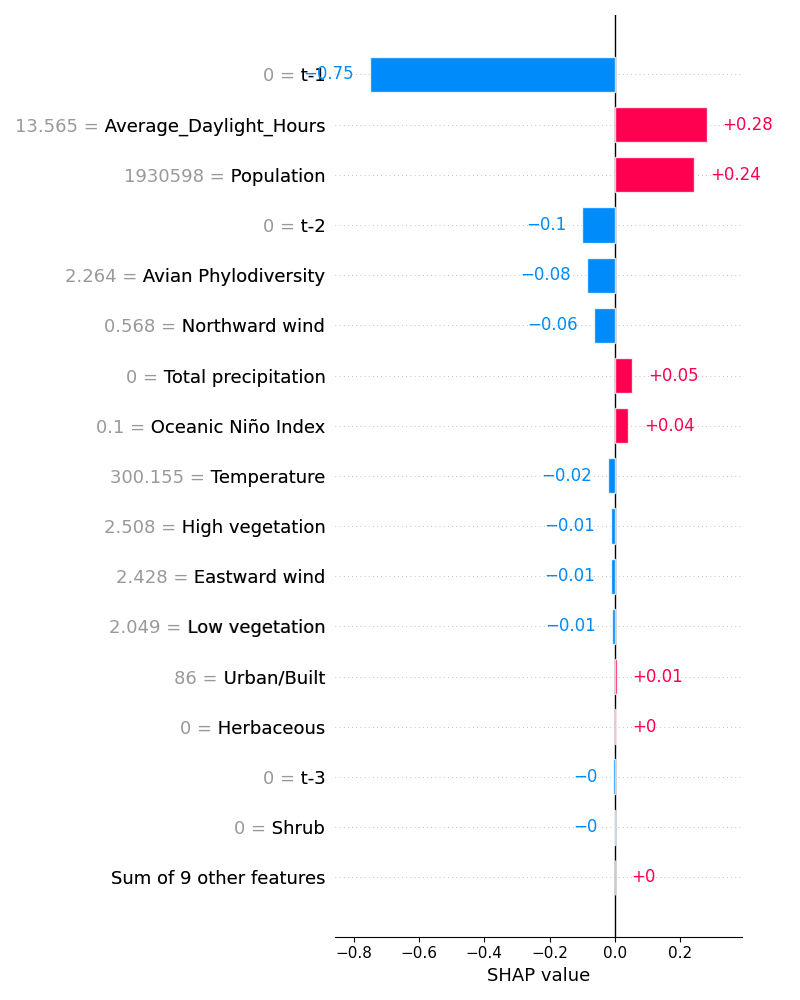 0 = t-1 −0.75
13.565 = Average_Daylight_Hours +0.28
1930598 = Population +0.24
0 = t-2 −0.1
2.264 = Avian Phylodiversity −0.08
0.568 = Northward wind −0.06
0 = Total precipitation +0.05
0.1 = Oceanic Niño Index +0.04
300.155 = Temperature −0.02
2.508 = High vegetation −0.01
2.428 = Eastward wind −0.01
2.049 = Low vegetation −0.01
86 = Urban/Built +0.01
0 = Herbaceous +0
0 = t-3 −0
0 = Shrub −0
Sum of 9 other features +0
−0.8 −0.6 −0.4 −0.2 0.0 0.2
SHAP value